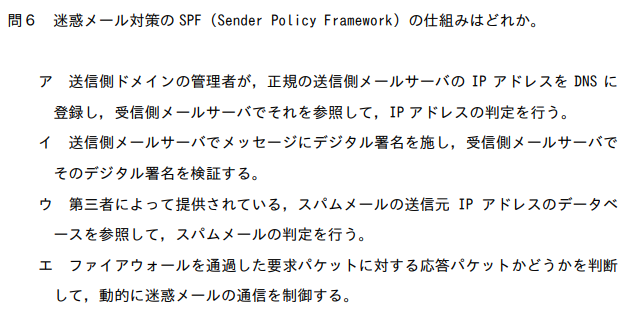 問６　迷惑メール対策の SPF（Sender Policy Framework）の仕組みはどれか。
ア　送信側ドメインの管理者が，正規の送信側メールサーバの IP アドレスを DNS に
登録し，受信側メールサーバでそれを参照して，IP アドレスの判定を行う。
イ　送信側メールサーバでメッセージにデジタル署名を施し，受信側メールサーバで
そのデジタル署名を検証する。
ウ　第三者によって提供されている，スパムメールの送信元 IP アドレスのデータベ
ースを参照して，スパムメールの判定を行う。
エ　ファイアウォールを通過した要求パケットに対する応答パケットかどうかを判断
して，動的に迷惑メールの通信を制御する。